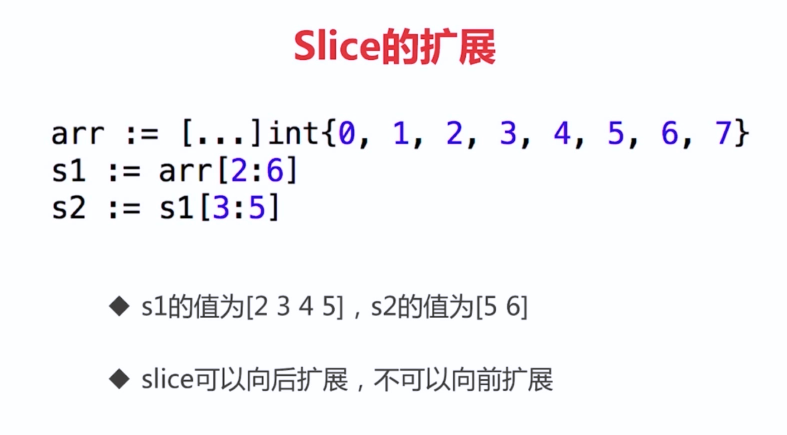 Slice的扩展
arr := [...]int{0, 1, 2, 3, 4, 5, 6, 7}
s1 := arr[2:6]
s2 := s1[3:5]
◆ s1的值为[2 3 4 5]，s2的值为[5 6]
◆ slice可以向后扩展，不可以向前扩展